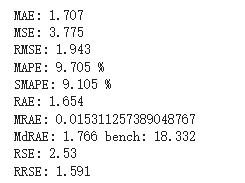 MAE: 1.707
MSE: 3.775
RMSE: 1.943
MAPE: 9.705 %
SMAPE: 9.105 %
RAE: 1.654
MRAE: 0.015311257389048767
MdRAE: 1.766 bench: 18.332
RSE: 2.53
RRSE: 1.591